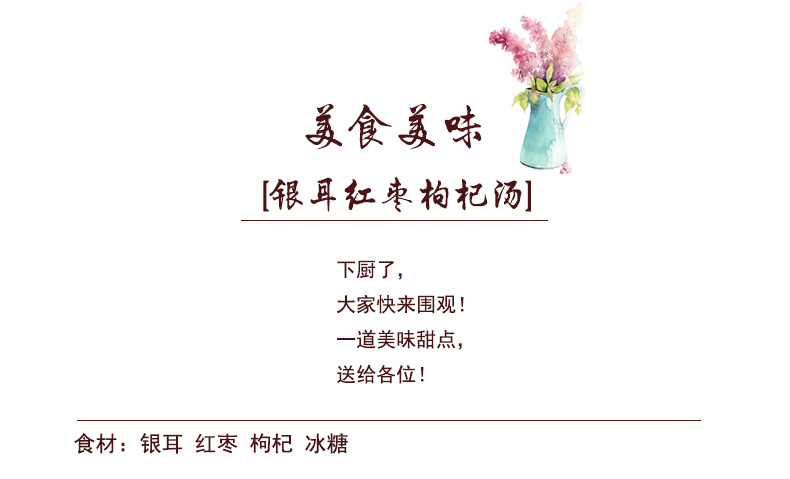 美食美味
[银耳红枣枸杞汤]
下厨了，
大家快来围观！
一道美味甜点，
送给各位！
食材：银耳 红枣 枸杞 冰糖